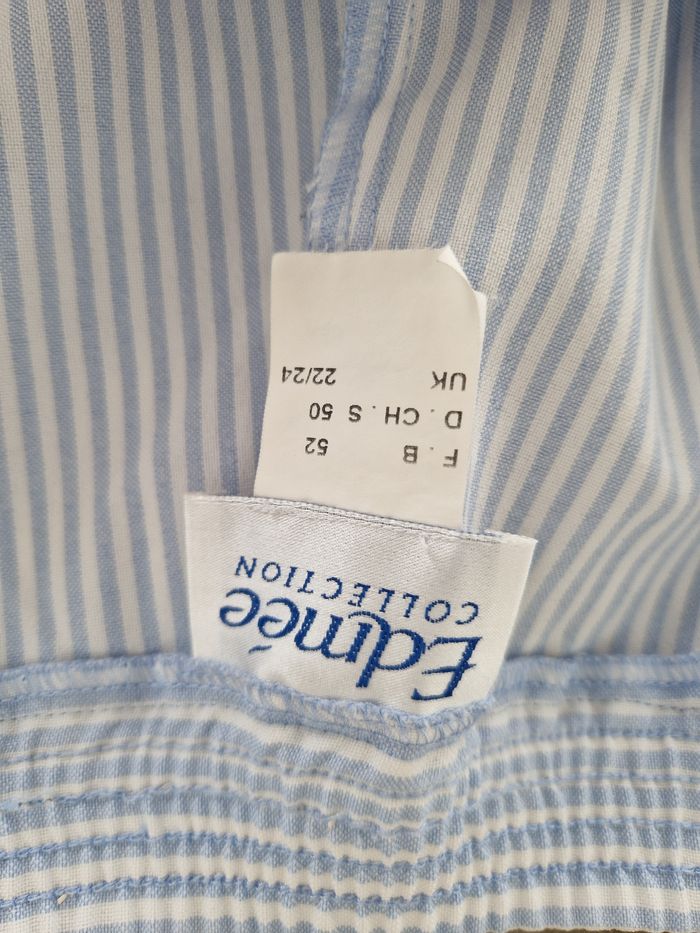 Edmée
COLLECTION
F . B 52
D . CH . S 50
UK 22/24